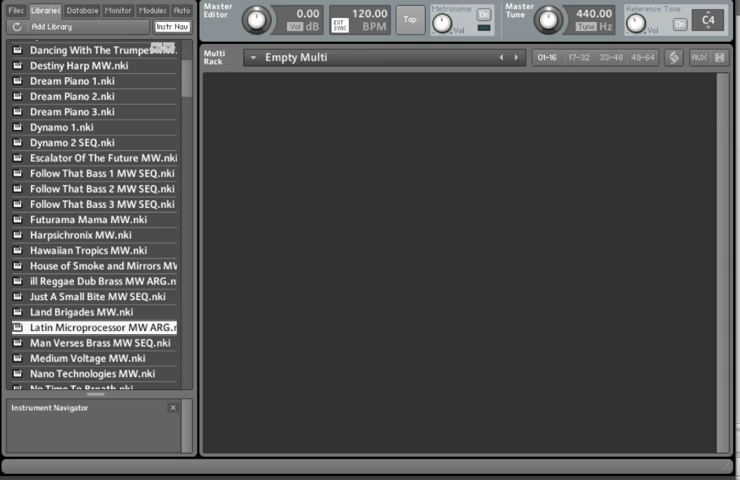 Files Libraries Database Monitor Modules Auto
Add Library Instr Nav
Dancing With The Trumpet
Destiny Harp MW.nki
Dream Piano 1.nki
Dream Piano 2.nki
Dream Piano 3.nki
Dynamo 1.nki
Dynamo 2 SEQ.nki
Escalator Of The Future MW.nki
Follow That Bass 1 MW SEQ.nki
Follow That Bass 2 MW SEQ.nki
Follow That Bass 3 MW SEQ.nki
Futurama Mama MW.nki
Harpsichronix MW.nki
Hawaiian Tropics MW.nki
House of Smoke and Mirrors MW
ill Reggae Dub Brass MW ARG.n
Just A Small Bite MW SEQ.nki
Land Brigades MW.nki
Latin Microprocessor MW ARG.n
Man Verses Brass MW SEQ.nki
Medium Voltage MW.nki
Nano Technologies MW.nki
No Time To Breath.nki
Instrument Navigator
Master Editor
0.00
Vol dB
EXT SYNC
120.00
BPM
Tap
Metronome
On
Vol
Master Tune
440.00
Tune Hz
Reference Tone
Vol
On
C4
Multi Rack
Empty Multi
01-16 17-32 33-48 49-64
AUX